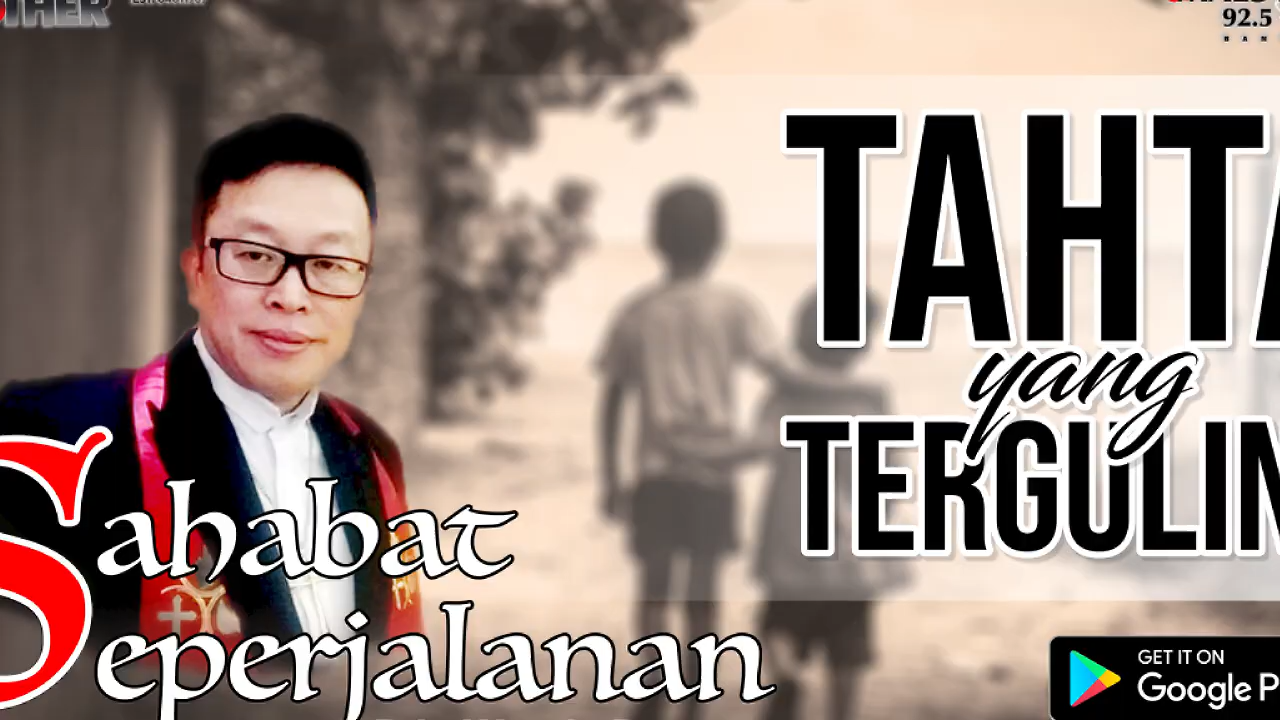 92.5
TAHTA
yang
TERGULIN
Sahabat
Seperjalanan
GET IT ON
Google P